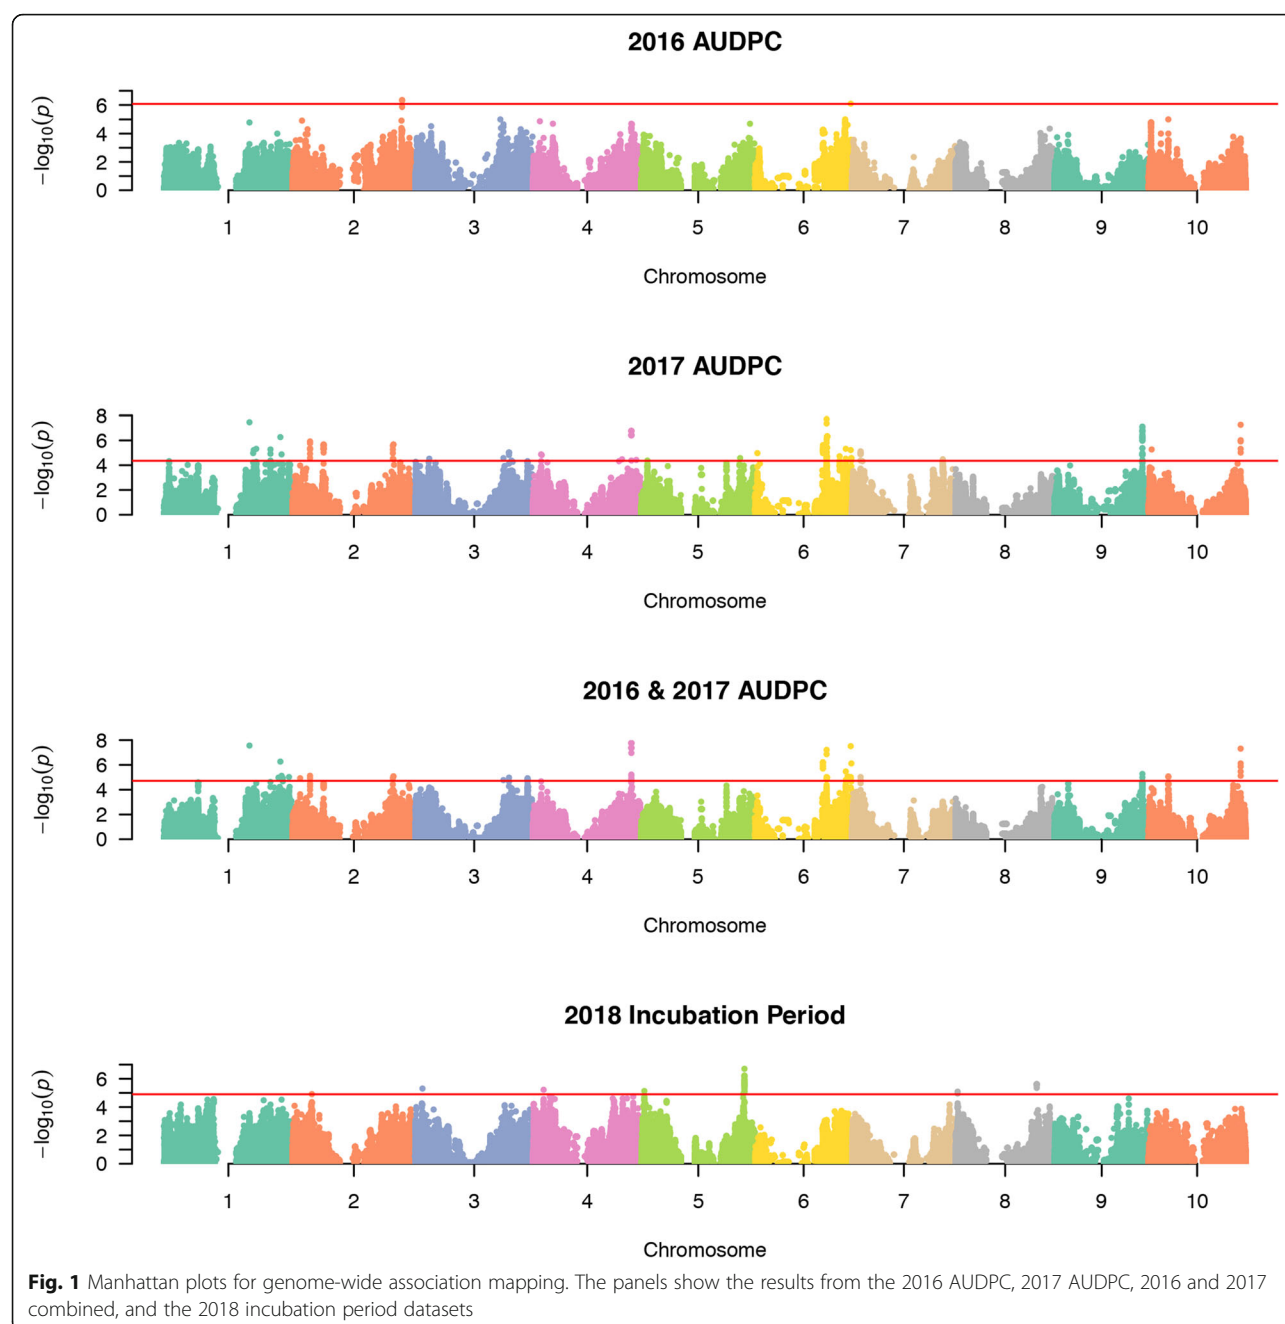 2016 AUDPC
−log10(p)
6
4
2
0
1 2 3 4 5 6 7 8 9 10
Chromosome
2017 AUDPC
−log10(p)
8
6
4
2
0
1 2 3 4 5 6 7 8 9 10
Chromosome
2016 & 2017 AUDPC
−log10(p)
8
6
4
2
0
1 2 3 4 5 6 7 8 9 10
Chromosome
2018 Incubation Period
−log10(p)
6
4
2
0
1 2 3 4 5 6 7 8 9 10
Chromosome
Fig. 1 Manhattan plots for genome-wide association mapping. The panels show the results from the 2016 AUDPC, 2017 AUDPC, 2016 and 2017
combined, and the 2018 incubation period datasets